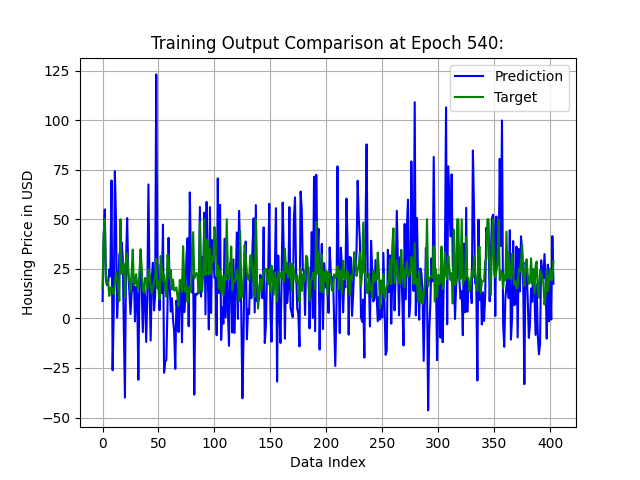 Training Output Comparison at Epoch 540:
Prediction
Target
Housing Price in USD
125
100
75
50
25
0
−25
−50
0 50 100 150 200 250 300 350 400
Data Index